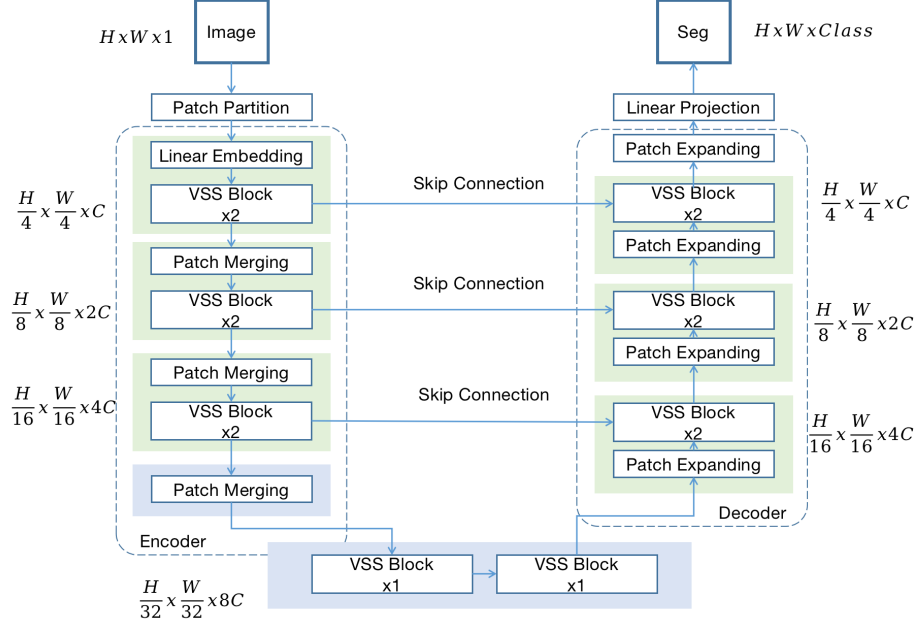 H x W x 1
Image
Seg
H x W x Class
Patch Partition
Linear Projection
Linear Embedding
Patch Expanding
VSS Block
x2
Skip Connection
VSS Block
x2
H/4 x W/4 x C
H/4 x W/4 x C
Patch Expanding
Patch Merging
VSS Block
x2
Skip Connection
VSS Block
x2
H/8 x W/8 x 2C
H/8 x W/8 x 2C
Patch Expanding
Patch Merging
VSS Block
x2
Skip Connection
VSS Block
x2
H/16 x W/16 x 4C
H/16 x W/16 x 4C
Patch Expanding
Patch Merging
Decoder
Encoder
VSS Block
x1
VSS Block
x1
H/32 x W/32 x 8C